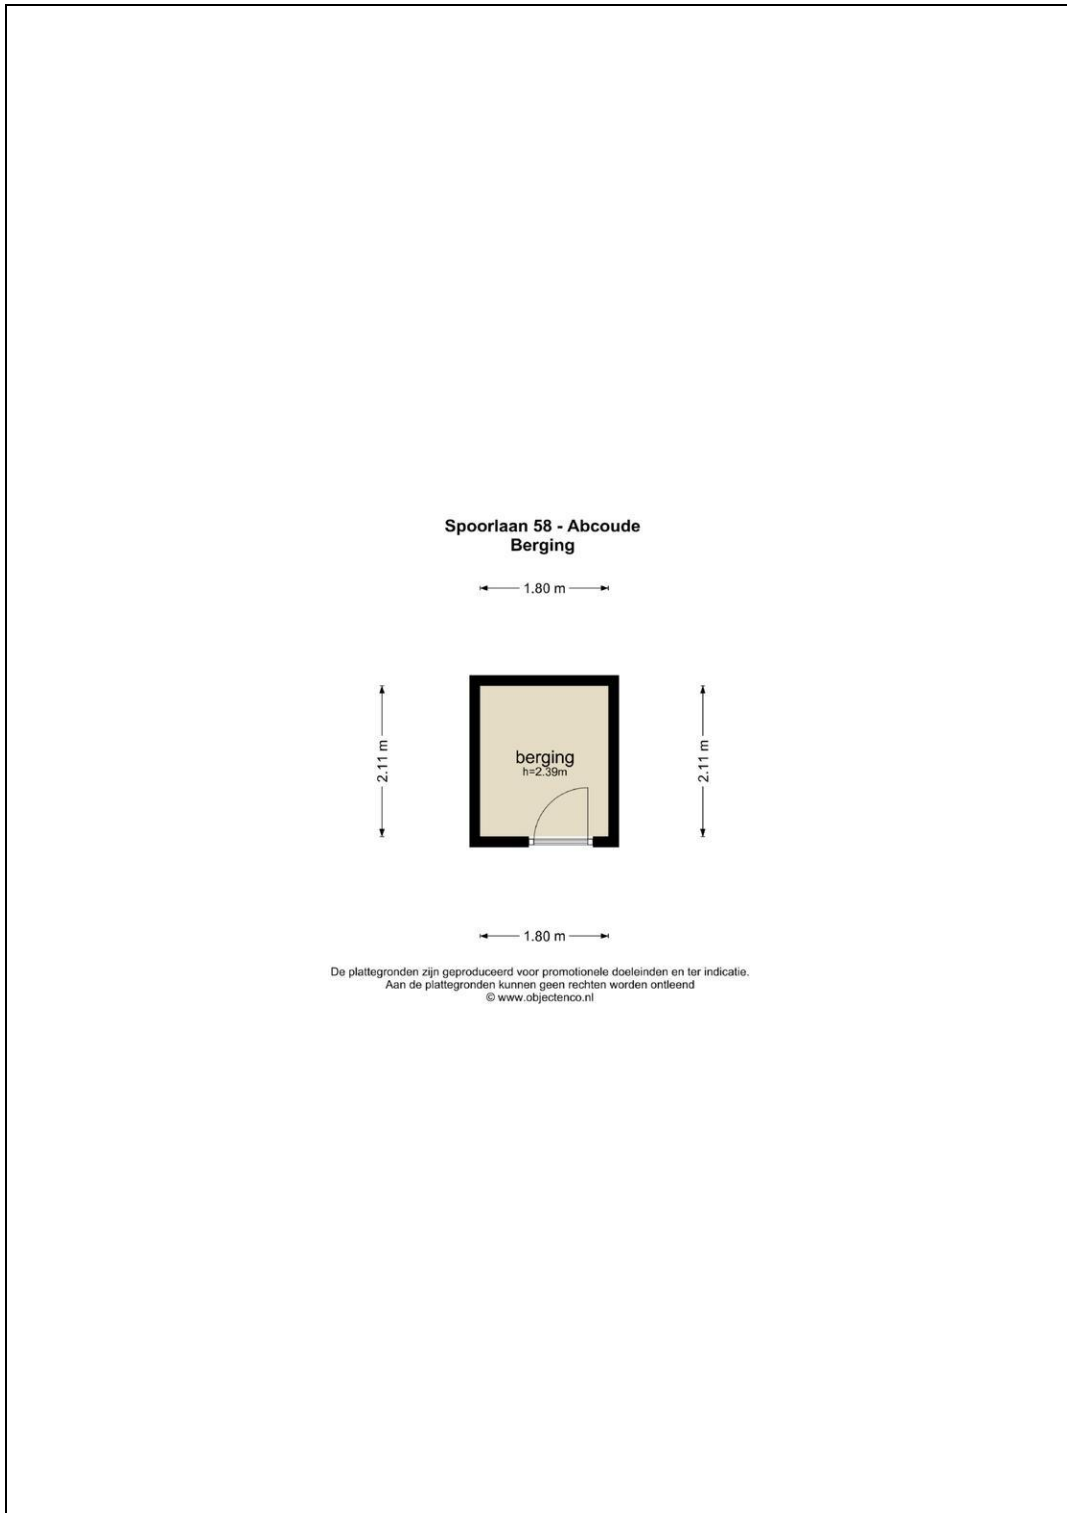 Spoorlaan 58 - Abcoude
Berging
1.80 m
2.11 m
2.11 m
berging
h=2.39m
1.80 m
De plattegronden zijn geproduceerd voor promotionele doeleinden en ter indicatie.
Aan de plattegronden kunnen geen rechten worden ontleend
© www.objectenco.nl